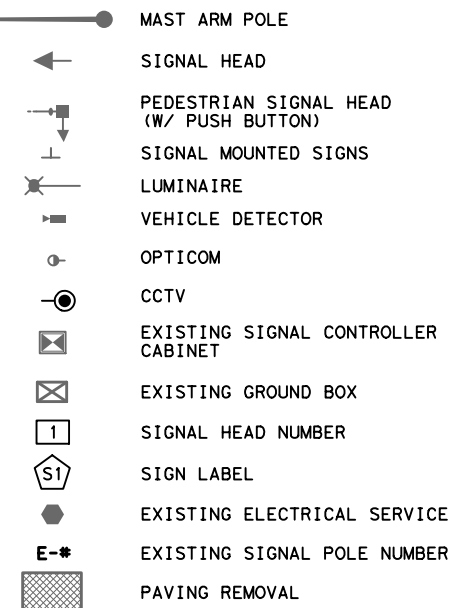 MAST ARM POLE
SIGNAL HEAD
PEDESTRIAN SIGNAL HEAD
(W/ PUSH BUTTON)
SIGNAL MOUNTED SIGNS
LUMINAIRE
VEHICLE DETECTOR
OPTICOM
CCTV
EXISTING SIGNAL CONTROLLER
CABINET
EXISTING GROUND BOX
1 SIGNAL HEAD NUMBER
S1 SIGN LABEL
EXISTING ELECTRICAL SERVICE
E-# EXISTING SIGNAL POLE NUMBER
PAVING REMOVAL